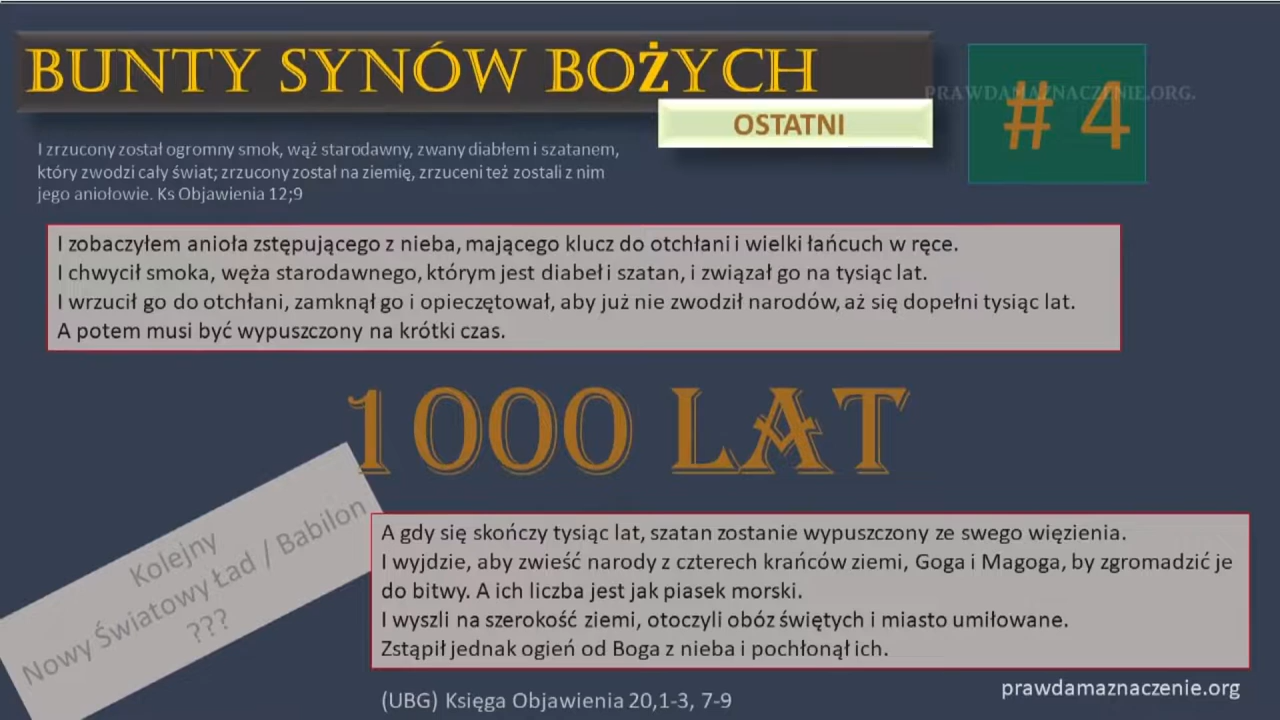 BUNTY SYNÓW BOŻYCH
OSTATNI
# 4
PRAWDAMAZNACZENIE.ORG.
I zrzucony został ogromny smok, wąż starodawny, zwany diabłem i szatanem,
który zwodzi cały świat; zrzucony został na ziemię, zrzuceni też zostali z nim
jego aniołowie. Ks Objawienia 12;9
I zobaczyłem anioła zstępującego z nieba, mającego klucz do otchłani i wielki łańcuch w ręce.
I chwycił smoka, węża starodawnego, którym jest diabeł i szatan, i związał go na tysiąc lat.
I wrzucił go do otchłani, zamknął go i opieczętował, aby już nie zwodził narodów, aż się dopełni tysiąc lat.
A potem musi być wypuszczony na krótki czas.
1000 LAT
Kolejny
Nowy Światowy Ład / Babilon
???
A gdy się skończy tysiąc lat, szatan zostanie wypuszczony ze swego więzienia.
I wyjdzie, aby zwieść narody z czterech krańców ziemi, Goga i Magoga, by zgromadzić je
do bitwy. A ich liczba jest jak piasek morski.
I wyszli na szerokość ziemi, otoczyli obóz świętych i miasto umiłowane.
Zstąpił jednak ogień od Boga z nieba i pochłonął ich.
(UBG) Księga Objawienia 20,1-3, 7-9
prawdamaznaczenie.org